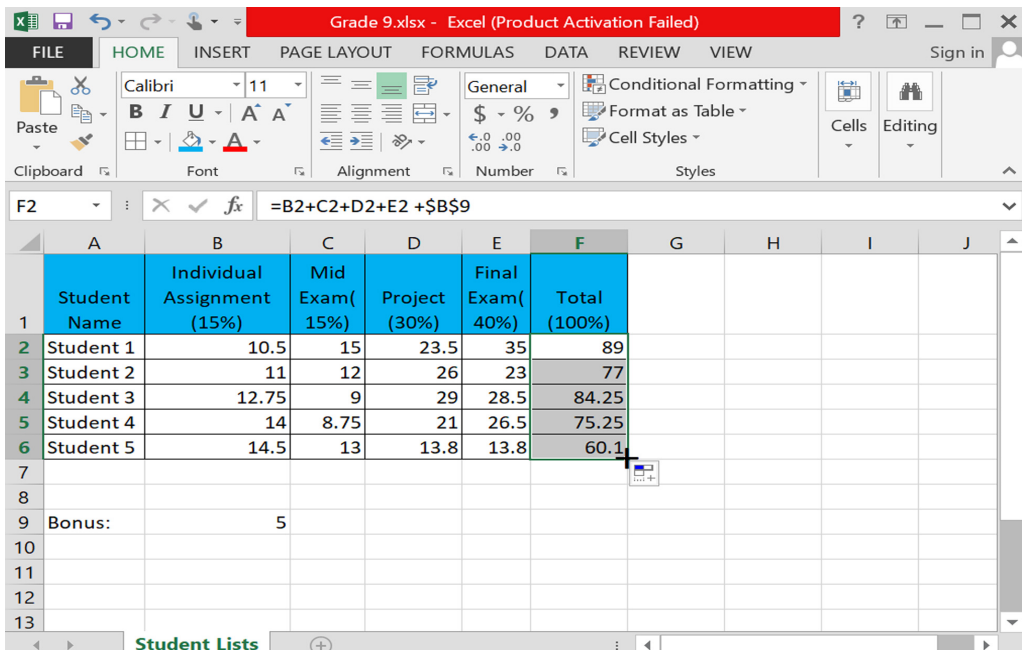 Grade 9.xlsx - Excel (Product Activation Failed)
?
FILE HOME INSERT PAGE LAYOUT FORMULAS DATA REVIEW VIEW Sign in
Paste
Calibri 11
B I U A A
A
General
$ % ,
←.0 .00
.00 →.0
Conditional Formatting
Format as Table
Cell Styles
Cells
Editing
Clipboard Font Alignment Number Styles
F2 fx =B2+C2+D2+E2 +$B$9
A B C D E F G H I J
1 Student Name Individual Assignment (15%) Mid Exam( 15%) Project (30%) Final Exam( 40%) Total (100%)
2 Student 1 10.5 15 23.5 35 89
3 Student 2 11 12 26 23 77
4 Student 3 12.75 9 29 28.5 84.25
5 Student 4 14 8.75 21 26.5 75.25
6 Student 5 14.5 13 13.8 13.8 60.1
7
8
9 Bonus: 5
10
11
12
13
Student Lists